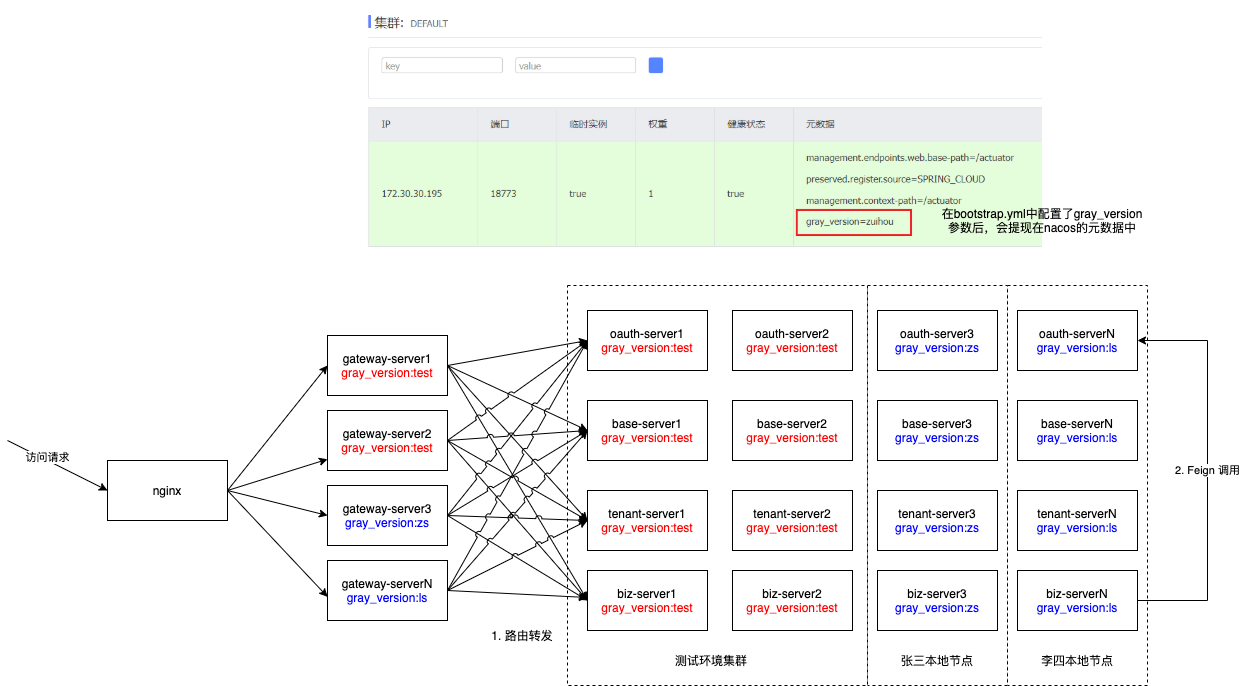 集群: DEFAULT
key
value
IP
端口
临时实例
权重
健康状态
元数据
172.30.30.195
18773
true
1
true
management.endpoints.web.base-path=/actuator
preserved.register.source=SPRING_CLOUD
management.context-path=/actuator
gray_version=zuihou
在bootstrap.yml中配置了gray_version
参数后，会提现在nacos的元数据中
访问请求
nginx
gateway-server1
gray_version:test
gateway-server2
gray_version:test
gateway-server3
gray_version:zs
gateway-serverN
gray_version:ls
1. 路由转发
oauth-server1
gray_version:test
oauth-server2
gray_version:test
oauth-server3
gray_version:zs
oauth-serverN
gray_version:ls
base-server1
gray_version:test
base-server2
gray_version:test
base-server3
gray_version:zs
base-serverN
gray_version:ls
tenant-server1
gray_version:test
tenant-server2
gray_version:test
tenant-server3
gray_version:zs
tenant-serverN
gray_version:ls
biz-server1
gray_version:test
biz-server2
gray_version:test
biz-server3
gray_version:zs
biz-serverN
gray_version:ls
测试环境集群
张三本地节点
李四本地节点
2. Feign 调用